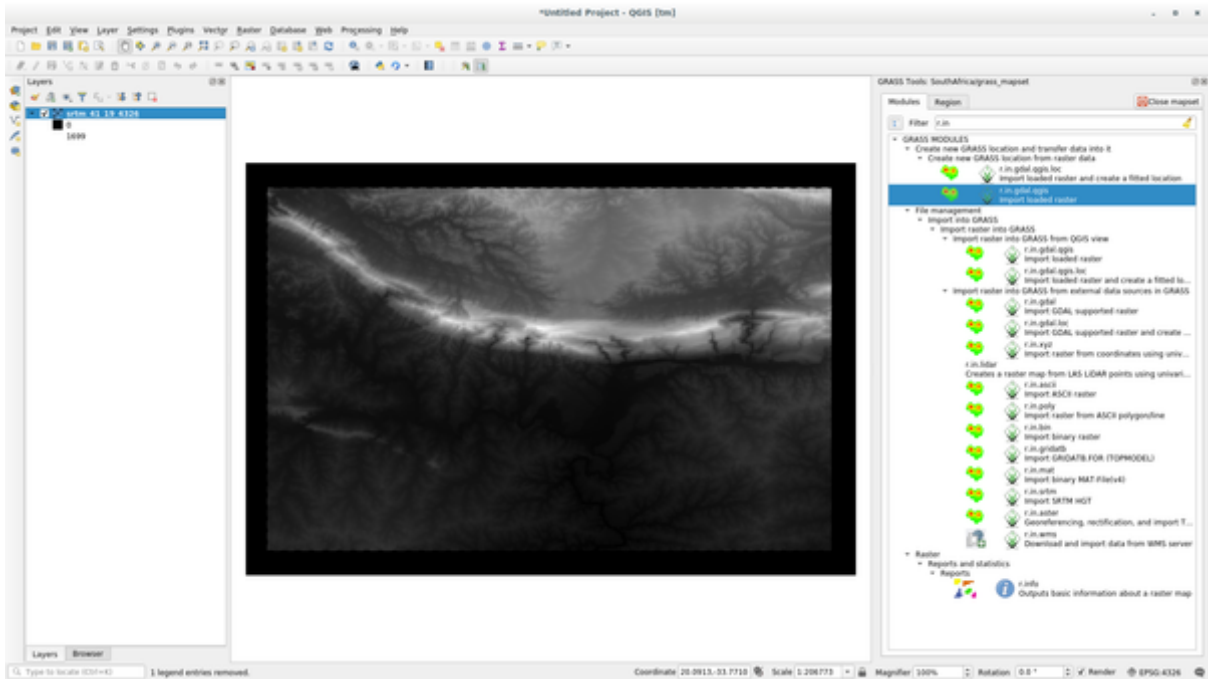 *Untitled Project - QGIS [tm]
Project Edit View Layer Settings Plugins Vector Raster Database Web Processing Help
Layers
srtm_41_19_4326
0
1699
GRASS Tools: SouthAfrica/grass_mapset
Modules Region Close mapset
Filter r.in
GRASS MODULES
Create new GRASS location and transfer data into it
Create new GRASS location from raster data
r.in.gdal.qgis.loc
Import loaded raster and create a fitted location
r.in.gdal.qgis
Import loaded raster
File management
Import into GRASS
Import raster into GRASS
Import raster into GRASS from QGIS view
r.in.gdal.qgis
Import loaded raster
r.in.gdal.qgis.loc
Import loaded raster and create a fitted lo...
Import raster into GRASS from external data sources in GRASS
r.in.gdal
Import GDAL supported raster
r.in.gdal.loc
Import GDAL supported raster and create ...
r.in.xyz
Import raster from coordinates using univ...
r.in.lidar
Creates a raster map from LAS LiDAR points using univari...
r.in.ascii
Import ASCII raster
r.in.poly
Import raster from ASCII polygon/line
r.in.bin
Import binary raster
r.in.gridatb
Import GRIDATB.FOR (TOPMODEL)
r.in.mat
Import binary MAT-File(v4)
r.in.srtm
Import SRTM HGT
r.in.aster
Georeferencing, rectification, and import T...
r.in.wms
Download and import data from WMS server
Raster
Reports and statistics
Reports
r.info
Outputs basic information about a raster map
Layers Browser
Type to locate (Ctrl+K) 1 legend entries removed. Coordinate 20.0913,-33.7710 Scale 1:206773 Magnifier 100% Rotation 0.0 ° Render EPSG:4326